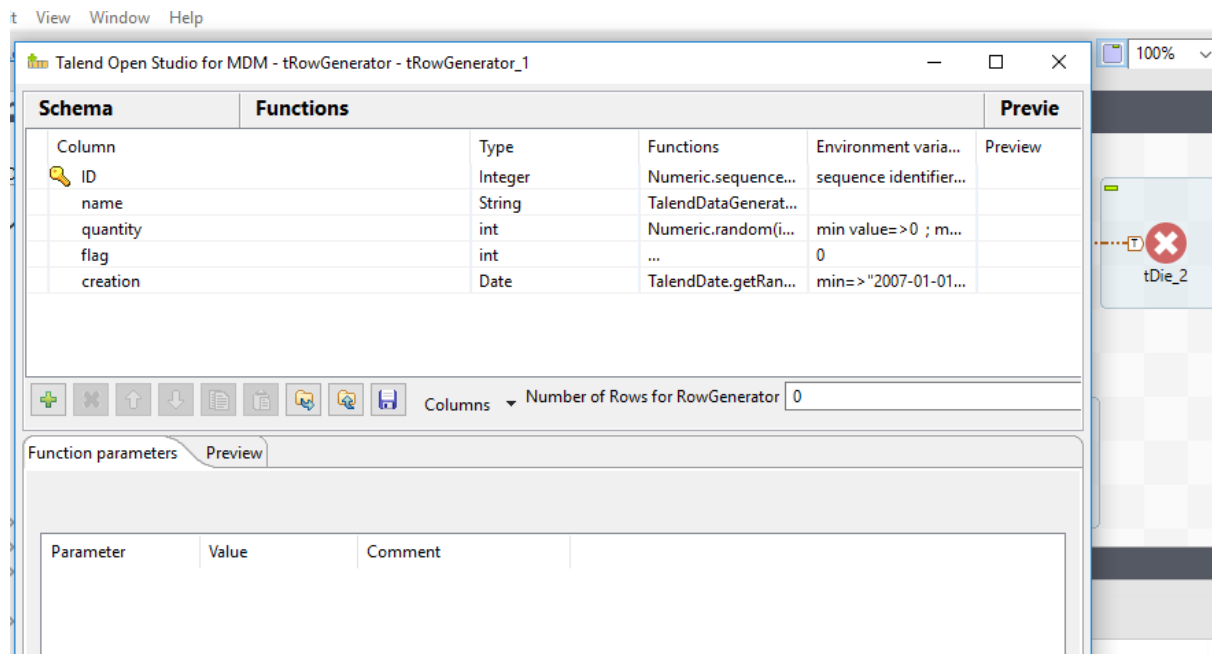 View Window Help
Talend Open Studio for MDM - tRowGenerator - tRowGenerator_1
100%
Schema Functions Previe
Column Type Functions Environment varia... Preview
ID Integer Numeric.sequence... sequence identifier...
name String TalendDataGenerat...
quantity int Numeric.random(i... min value=>0 ; m...
flag int ... 0
creation Date TalendDate.getRan... min=>"2007-01-01...
T
tDie_2
Columns Number of Rows for RowGenerator 0
Function parameters Preview
Parameter Value Comment